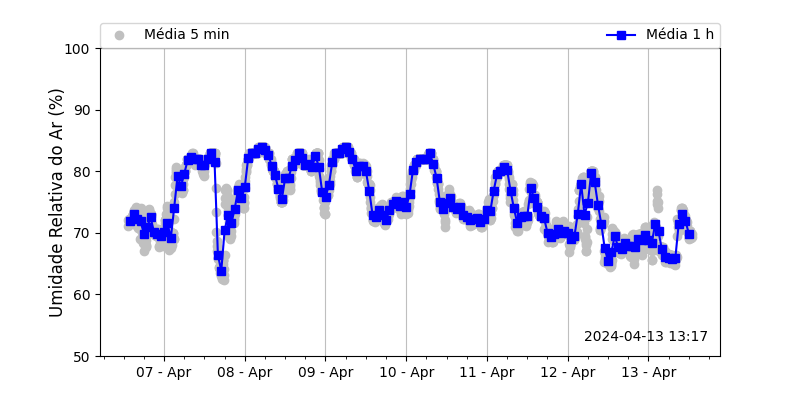 Média 5 min
Média 1 h
Umidade Relativa do Ar (%)
100
90
80
70
60
50
2024-04-13 13:17
07 - Apr
08 - Apr
09 - Apr
10 - Apr
11 - Apr
12 - Apr
13 - Apr